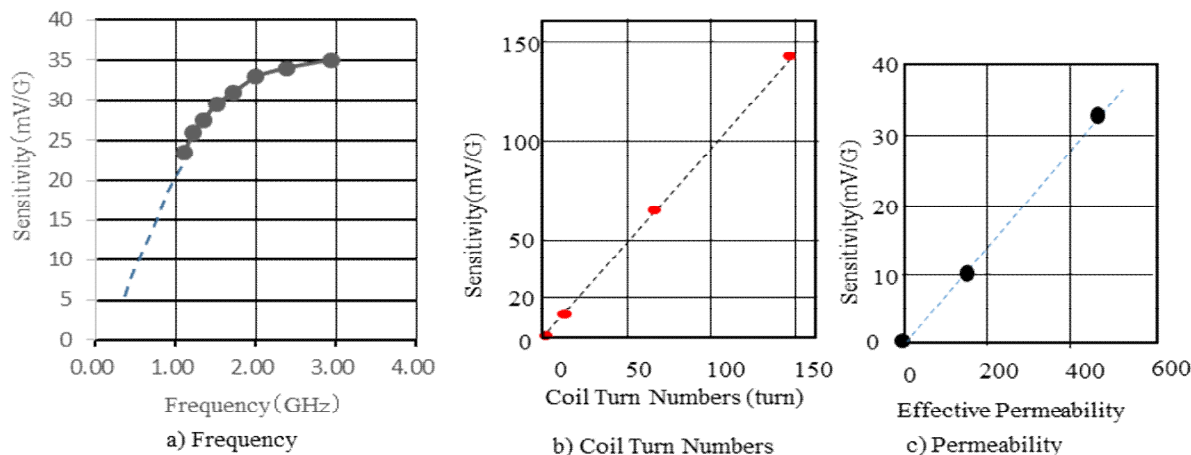 40
35
30
25
20
15
10
5
0
Sensitivity(mV/G)
0.00 1.00 2.00 3.00 4.00
Frequency(GHz)
a) Frequency
150
100
50
20
0
Sensitivity(mV/G)
0 50 100 150
Coil Turn Numbers (turn)
b) Coil Turn Numbers
40
30
20
10
0
Sensitivity(mV/G)
0 200 400 600
Effective Permeability
c) Permeability